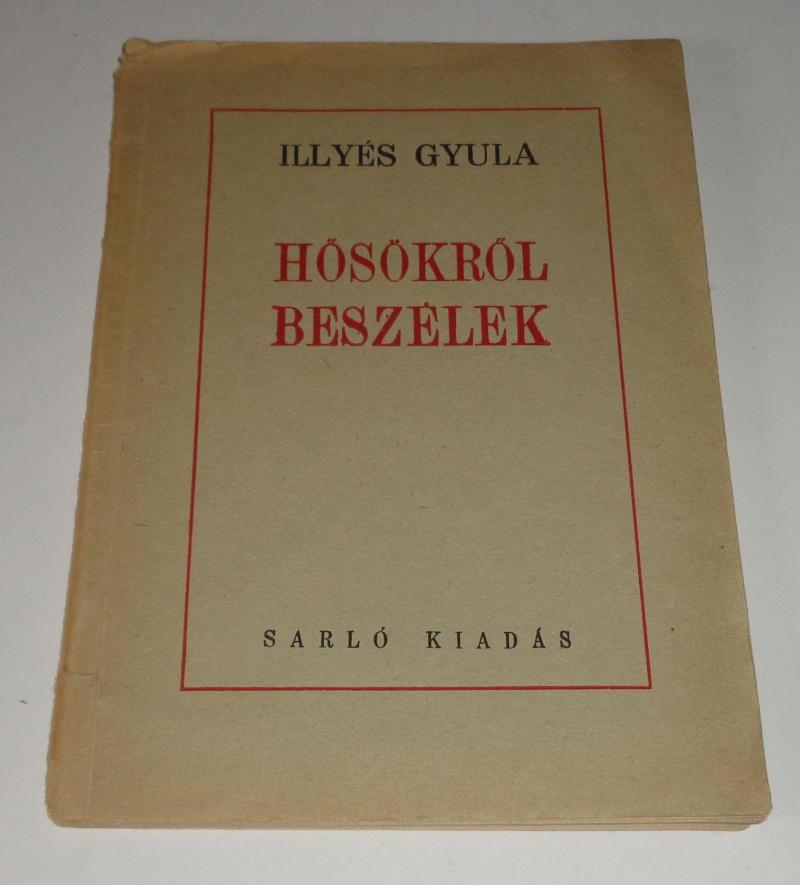 ILLYÉS GYULA
HŐSÖKRŐL
BESZÉLEK
SARLÓ KIADÁS